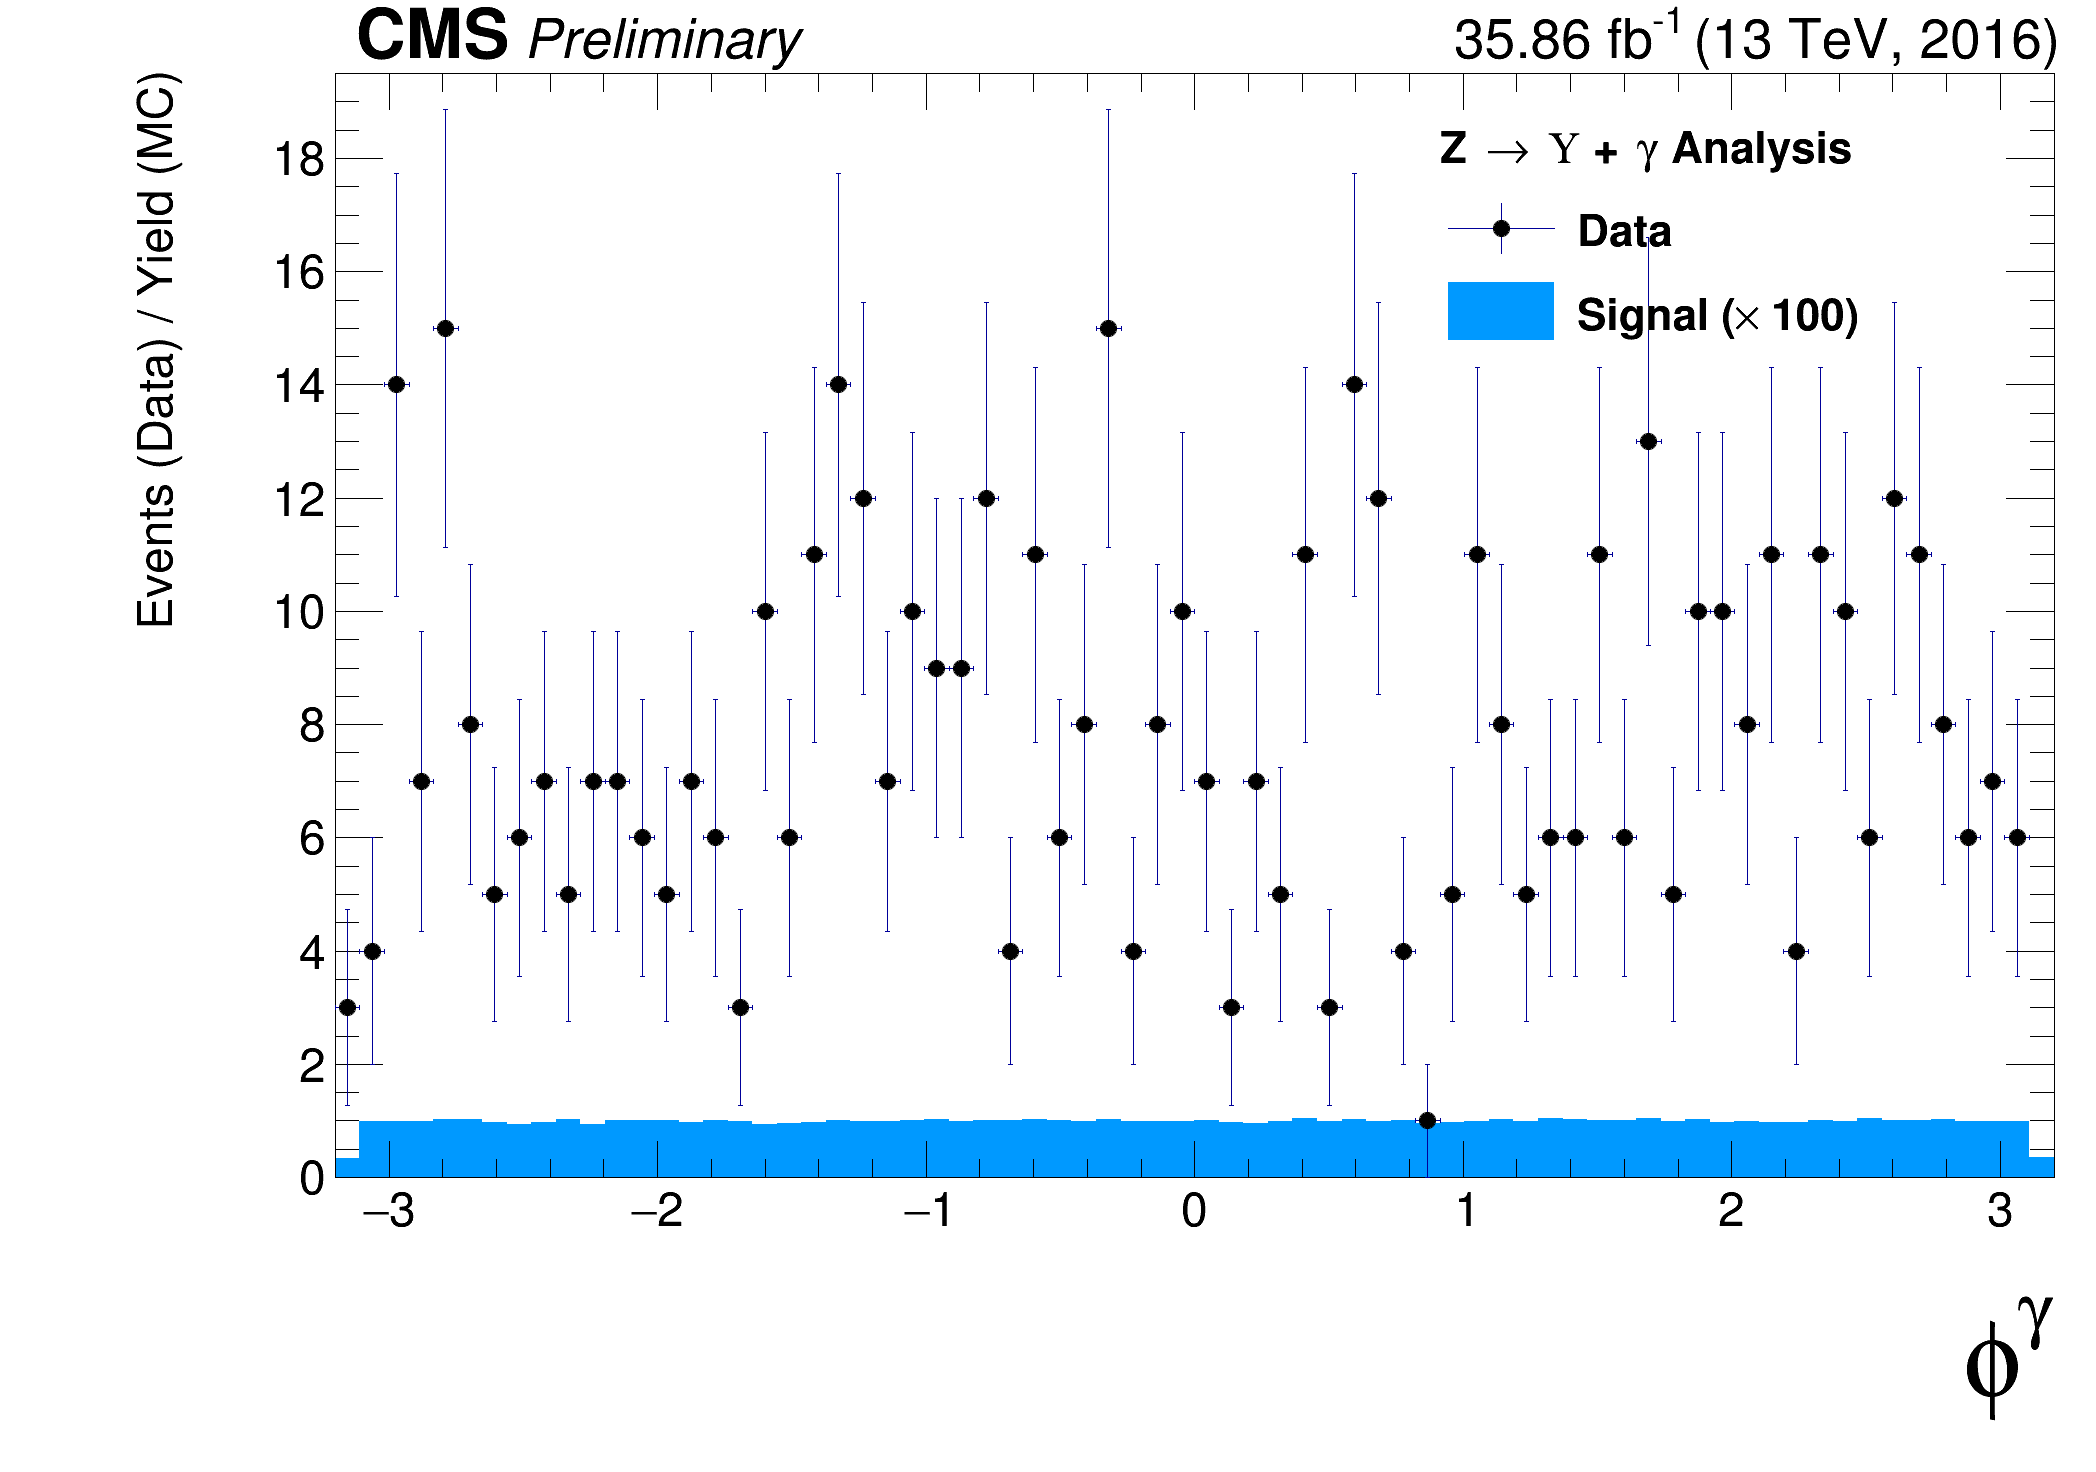 CMS Preliminary
35.86 fb⁻¹ (13 TeV, 2016)
Events (Data) / Yield (MC)
Z → ϒ + γ Analysis
Data
Signal (× 100)
18
16
14
12
10
8
6
4
2
0
−3 −2 −1 0 1 2 3
ϕ^γ